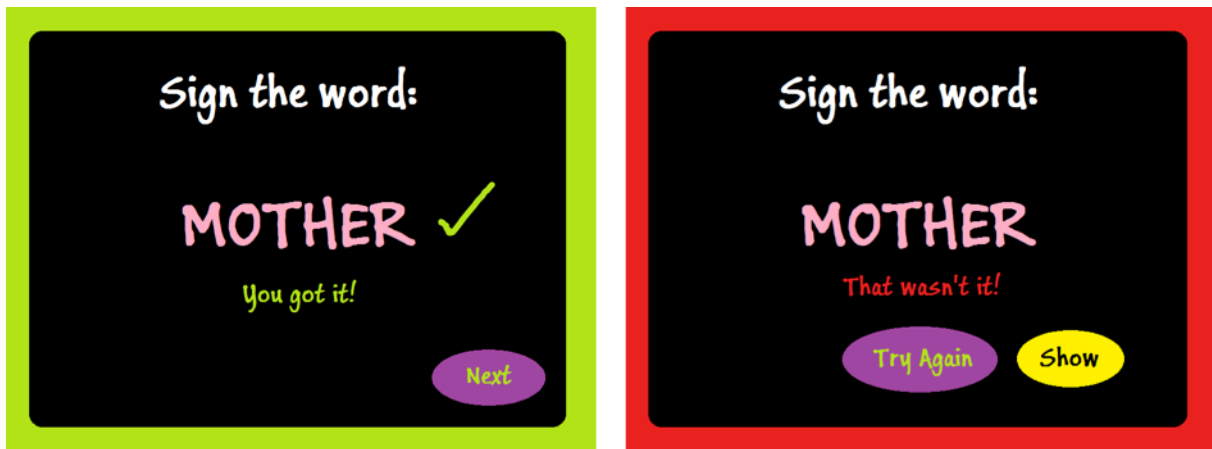 Sign the word:
MOTHER
You got it!
Next
Sign the word:
MOTHER
That wasn't it!
Try Again
Show